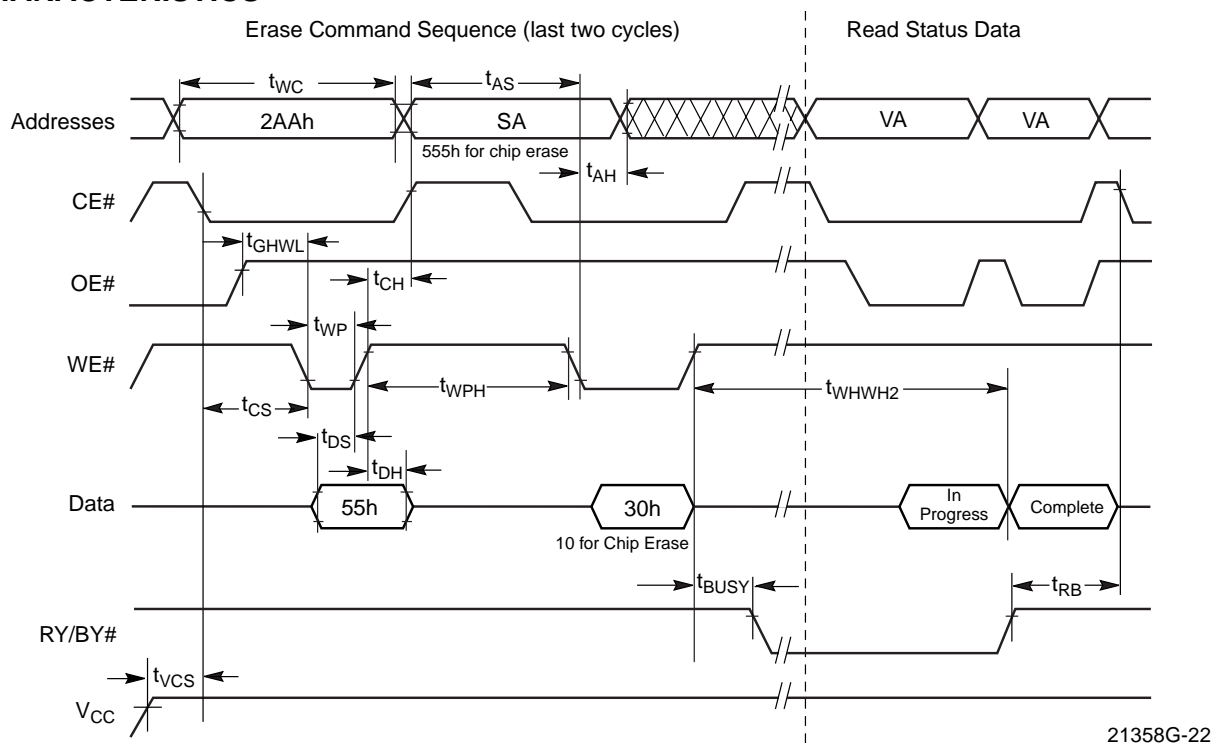 Erase Command Sequence (last two cycles)
Read Status Data
tWC
tAS
Addresses
2AAh
SA
VA
VA
555h for chip erase
tAH
CE#
tGHWL
tCH
OE#
tWP
WE#
tWPH
tWHWH2
tCS
tDS
tDH
Data
55h
30h
In
Progress
Complete
10 for Chip Erase
tBUSY
tRB
RY/BY#
tVCS
VCC
21358G-22